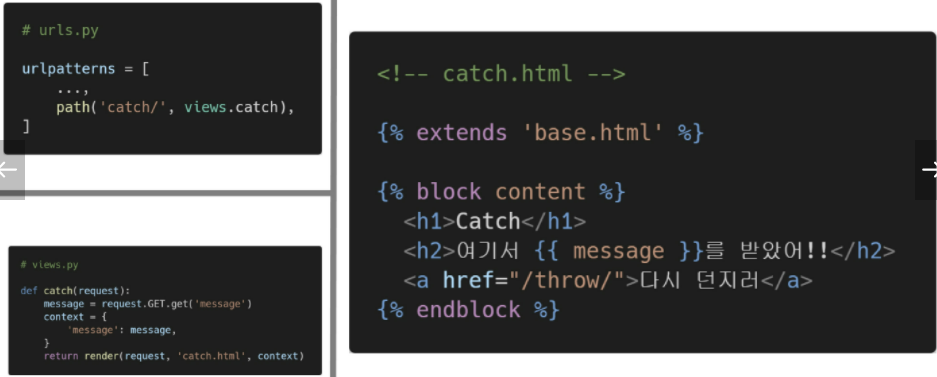 # urls.py
urlpatterns = [
    ...,
    path('catch/', views.catch),
]
# views.py
def catch(request):
    message = request.GET.get('message')
    context = {
        'message': message,
    }
    return render(request, 'catch.html', context)
<!-- catch.html -->
{% extends 'base.html' %}
{% block content %}
  <h1>Catch</h1>
  <h2>여기서 {{ message }}를 받았어!!</h2>
  <a href="/throw/">다시 던지러</a>
{% endblock %}